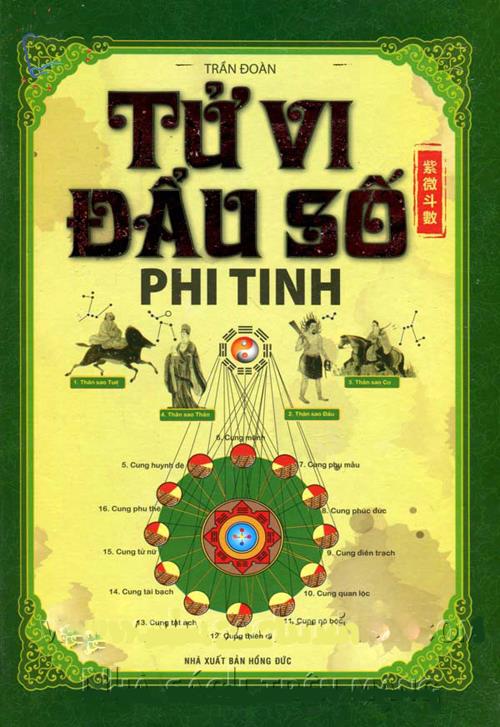 TRẦN ĐOÀN
TỬ VI
ĐẨU SỐ
紫微斗數
PHI TINH
1. Thần sao Tuế
4. Thần sao Thần
2. Thần sao Đẩu
3. Thần sao Cơ
6. Cung mệnh
5. Cung huynh đệ
7. Cung phụ mẫu
16. Cung phu thê
8. Cung phúc đức
15. Cung tử nữ
9. Cung điền trạch
14. Cung tài bạch
10. Cung quan lộc
13. Cung tật ách
11. Cung nô bộc
12. Cung thiên di
NHÀ XUẤT BẢN HỒNG ĐỨC